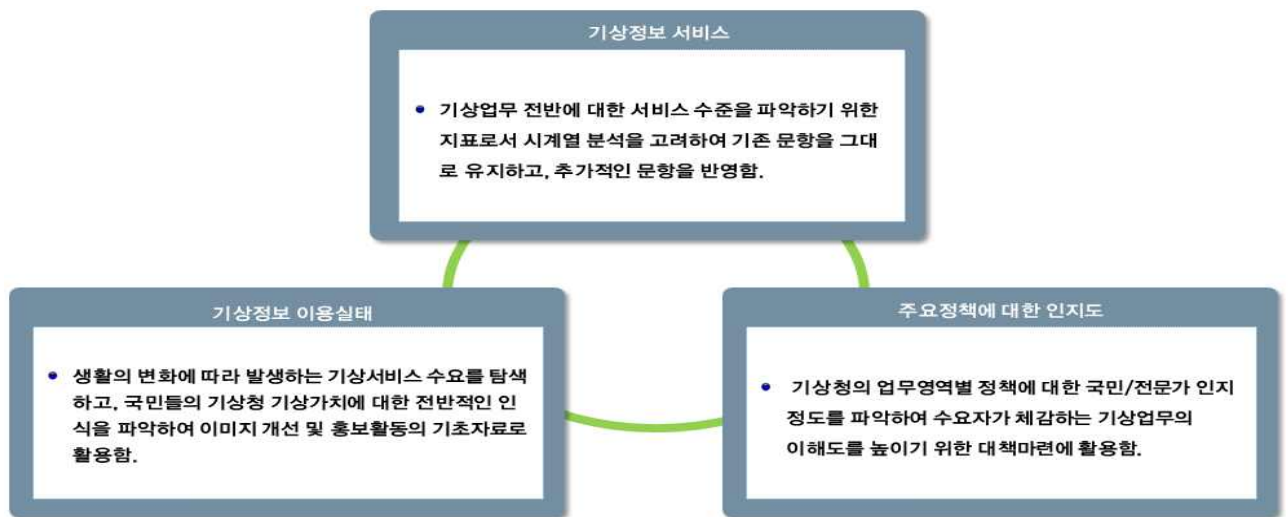 기상정보 서비스
• 기상업무 전반에 대한 서비스 수준을 파악하기 위한
지표로서 시계열 분석을 고려하여 기존 문항을 그대
로 유지하고, 추가적인 문항을 반영함.
기상정보 이용실태
• 생활의 변화에 따라 발생하는 기상서비스 수요를 탐색
하고, 국민들의 기상청 기상가치에 대한 전반적인 인
식을 파악하여 이미지 개선 및 홍보활동의 기초자료로
활용함.
주요정책에 대한 인지도
• 기상청의 업무영역별 정책에 대한 국민/전문가 인지
정도를 파악하여 수요자가 체감하는 기상업무의
이해도를 높이기 위한 대책마련에 활용함.